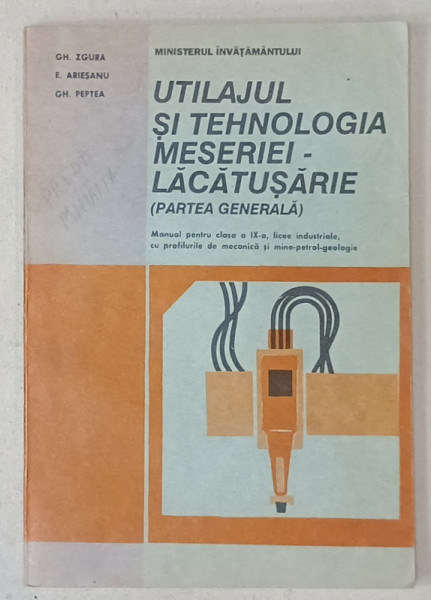 GH. ZGURA
E. ARIEȘANU
GH. PEPTEA
MINISTERUL ÎNVĂȚĂMÂNTULUI
UTILAJUL
ȘI TEHNOLOGIA
MESERIEI -
LĂCĂTUȘĂRIE
(PARTEA GENERALĂ)
Manual pentru clasa a IX-a, licee industriale,
cu profilurile de mecanică și mine-petrol-geologie